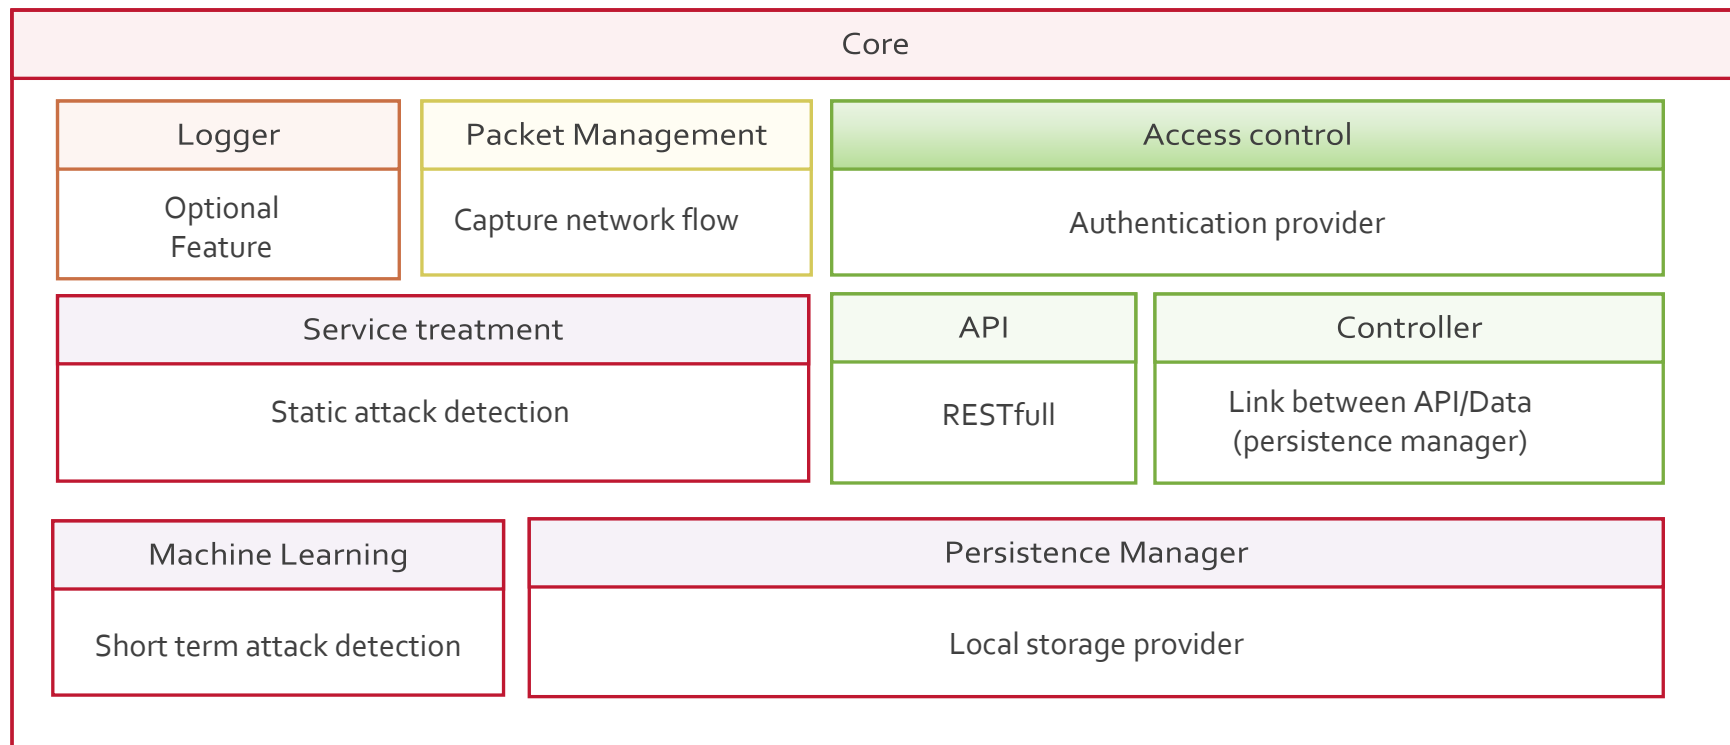 Core
Logger
Optional
Feature
Packet Management
Capture network flow
Access control
Authentication provider
Service treatment
Static attack detection
API
RESTfull
Controller
Link between API/Data
(persistence manager)
Machine Learning
Short term attack detection
Persistence Manager
Local storage provider